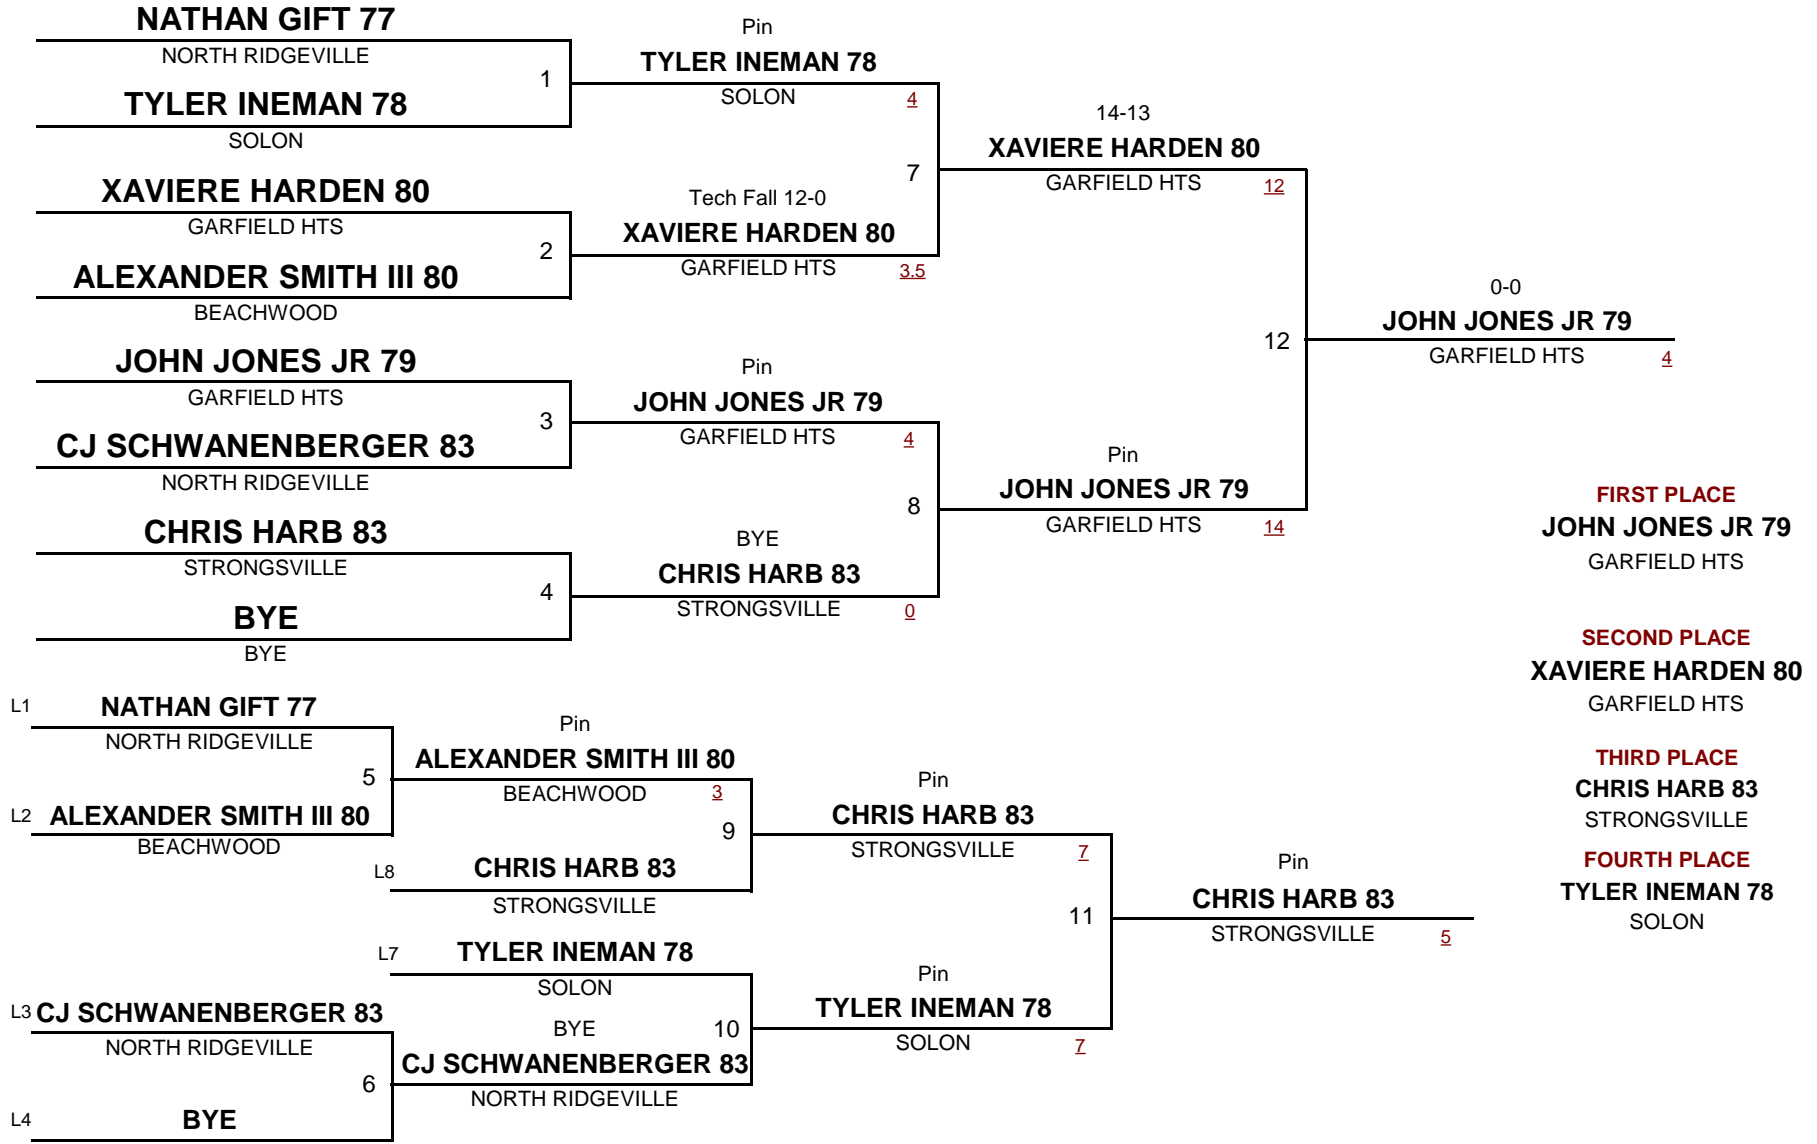 NATHAN GIFT 77
NORTH RIDGEVILLE
1
TYLER INEMAN 78
SOLON
XAVIERE HARDEN 80
GARFIELD HTS
2
ALEXANDER SMITH III 80
BEACHWOOD
JOHN JONES JR 79
GARFIELD HTS
3
CJ SCHWANENBERGER 83
NORTH RIDGEVILLE
CHRIS HARB 83
STRONGSVILLE
4
BYE
BYE
Pin
TYLER INEMAN 78
SOLON 4
7
Tech Fall 12-0
XAVIERE HARDEN 80
GARFIELD HTS 3.5
Pin
JOHN JONES JR 79
GARFIELD HTS 4
8
BYE
CHRIS HARB 83
STRONGSVILLE 0
14-13
XAVIERE HARDEN 80
GARFIELD HTS 12
12
Pin
JOHN JONES JR 79
GARFIELD HTS 14
0-0
JOHN JONES JR 79
GARFIELD HTS 4
FIRST PLACE
JOHN JONES JR 79
GARFIELD HTS
SECOND PLACE
XAVIERE HARDEN 80
GARFIELD HTS
THIRD PLACE
CHRIS HARB 83
STRONGSVILLE
FOURTH PLACE
TYLER INEMAN 78
SOLON
L1 NATHAN GIFT 77
NORTH RIDGEVILLE
5
L2 ALEXANDER SMITH III 80
BEACHWOOD
L3 CJ SCHWANENBERGER 83
NORTH RIDGEVILLE
6
L4 BYE
Pin
ALEXANDER SMITH III 80
BEACHWOOD 3
9
L8 CHRIS HARB 83
STRONGSVILLE
L7 TYLER INEMAN 78
SOLON
BYE 10
CJ SCHWANENBERGER 83
NORTH RIDGEVILLE
Pin
CHRIS HARB 83
STRONGSVILLE 7
11
Pin
TYLER INEMAN 78
SOLON 7
Pin
CHRIS HARB 83
STRONGSVILLE 5